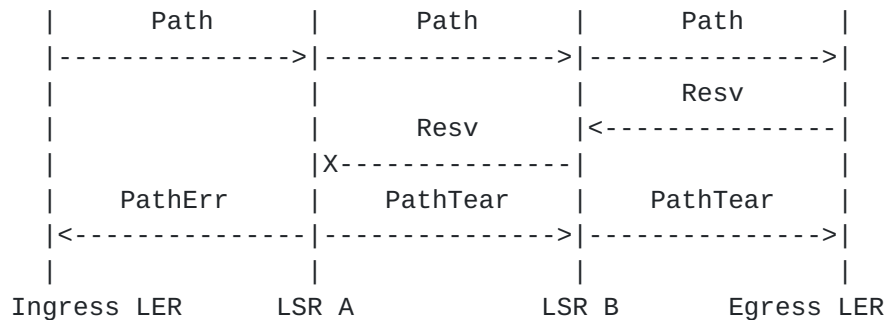 |      Path      |      Path      |      Path      |
|--------------->|--------------->|--------------->|
|                |                |      Resv      |
|                |      Resv      |<---------------|
|                |X---------------|                |
|    PathErr     |    PathTear    |    PathTear    |
|<---------------|--------------->|--------------->|
|                |                |                |
Ingress LER      LSR A            LSR B      Egress LER